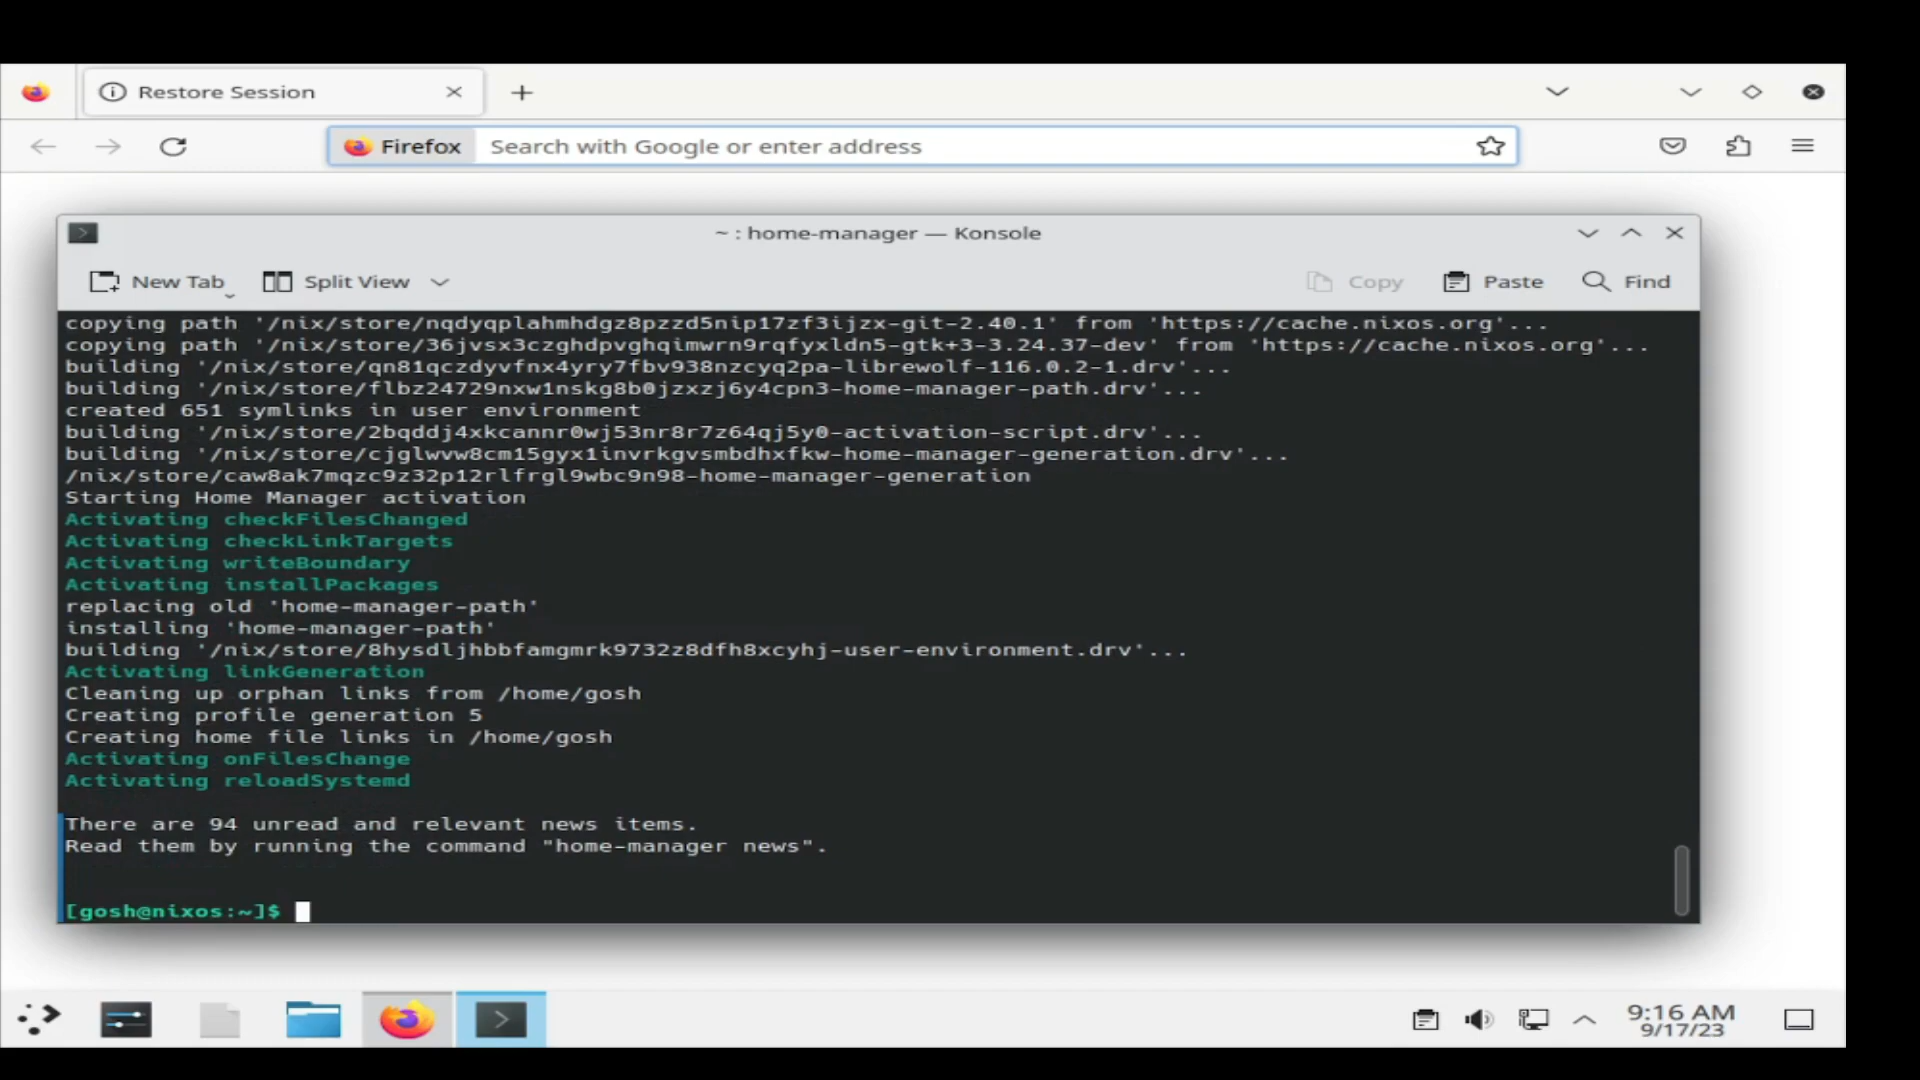 Restore Session
Firefox Search with Google or enter address
~ : home-manager — Konsole
New Tab Split View Copy Paste Find
copying path '/nix/store/nqdyqplahmhdgz8pzzd5nip17zf3ijzx-git-2.40.1' from 'https://cache.nixos.org'...
copying path '/nix/store/36jvsx3czghdpvghqimwrn9rqfyxldn5-gtk+3-3.24.37-dev' from 'https://cache.nixos.org'...
building '/nix/store/qn81qczdyvfnx4yry7fbv938nzcyq2pa-librewolf-116.0.2-1.drv'...
building '/nix/store/flbz24729nxw1nskg8b0jzxzj6y4cpn3-home-manager-path.drv'...
created 651 symlinks in user environment
building '/nix/store/2bqddj4xkcannr0wj53nr8r7z64qj5y0-activation-script.drv'...
building '/nix/store/cjglwvw8cm15gyx1invrkgvsmbdhxfkw-home-manager-generation.drv'...
/nix/store/caw8ak7mqzc9z32p12rlfrgl9wbc9n98-home-manager-generation
Starting Home Manager activation
Activating checkFilesChanged
Activating checkLinkTargets
Activating writeBoundary
Activating installPackages
replacing old 'home-manager-path'
installing 'home-manager-path'
building '/nix/store/8hysdljhbbfamgmrk9732z8dfh8xcyhj-user-environment.drv'...
Activating linkGeneration
Cleaning up orphan links from /home/gosh
Creating profile generation 5
Creating home file links in /home/gosh
Activating onFilesChange
Activating reloadSystemd
There are 94 unread and relevant news items.
Read them by running the command "home-manager news".
[gosh@nixos:~]$
9:16 AM
9/17/23